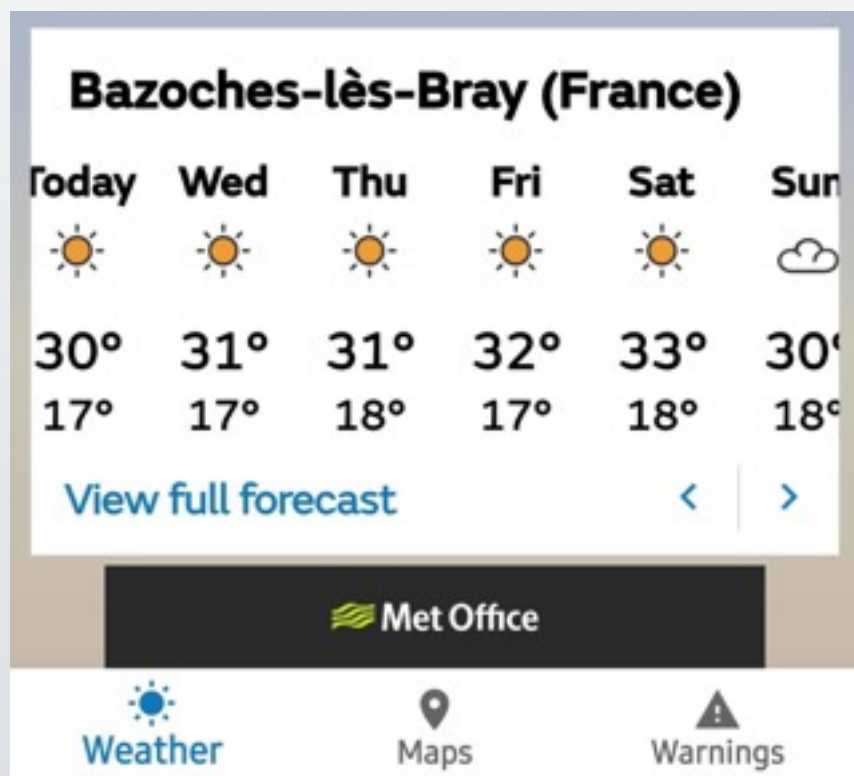 Bazoches-lès-Bray (France)
Today Wed Thu Fri Sat Sun
30° 31° 31° 32° 33° 30°
17° 17° 18° 17° 18° 18°
View full forecast
Met Office
Weather Maps Warnings